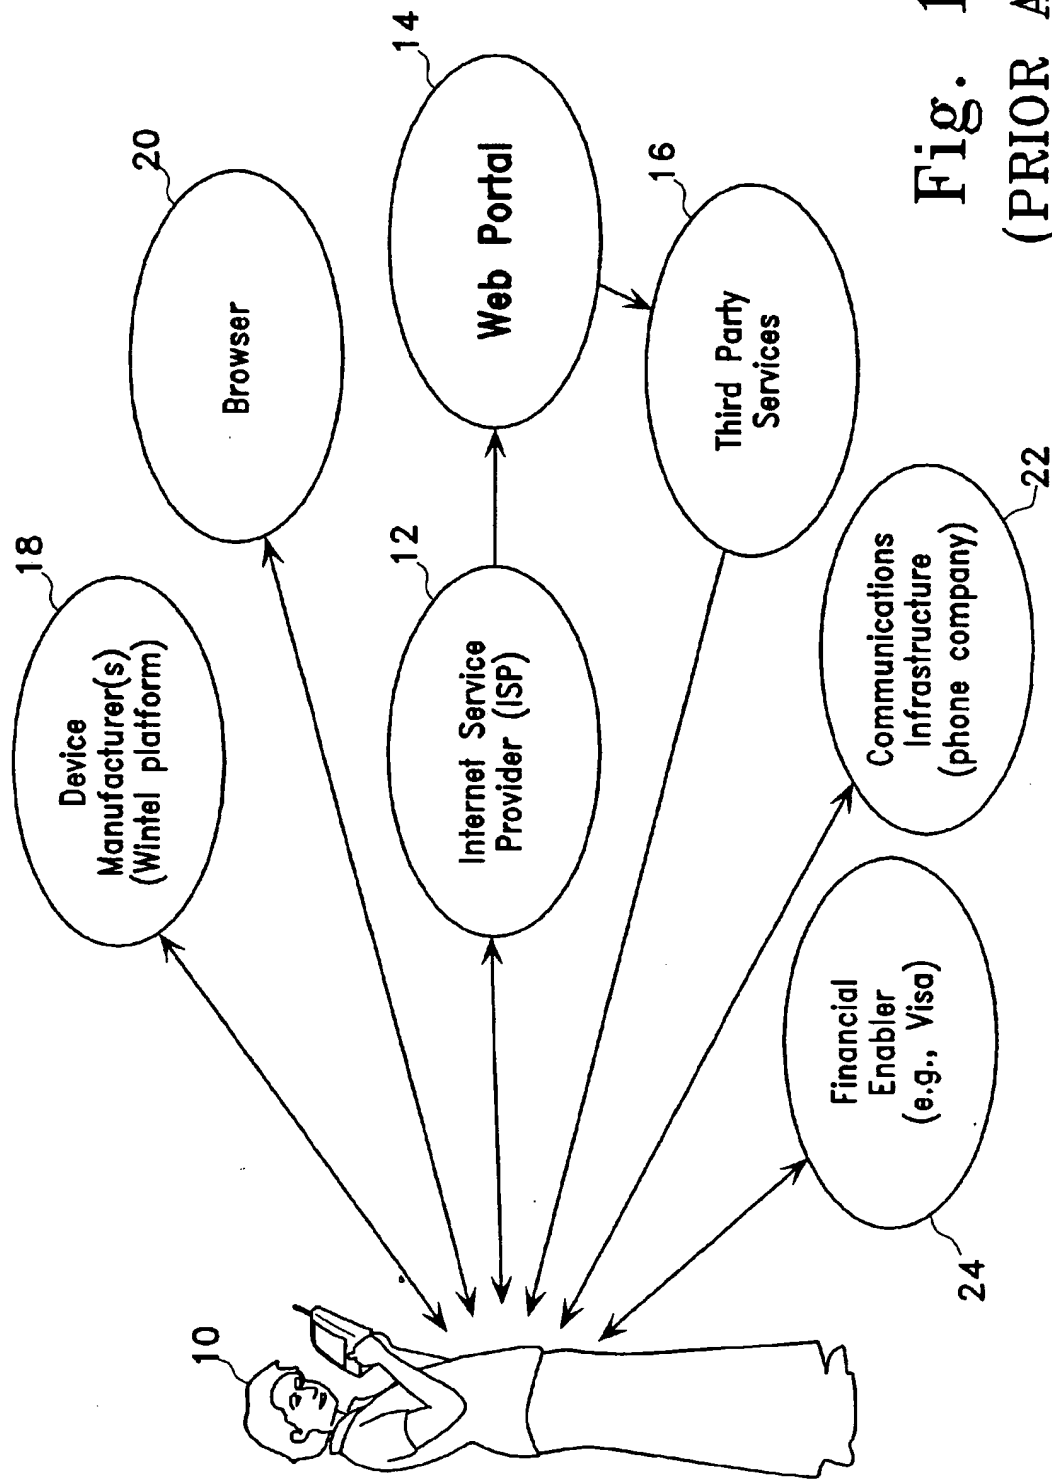 18
Device
Manufacturer(s)
(Wintel platform)
20
Browser
10
12
Internet Service
Provider (ISP)
14
Web Portal
16
Third Party
Services
24
Financial
Enabler
(e.g., Visa)
Communications
Infrastructure
(phone company)
22
Fig. 1
(PRIOR A